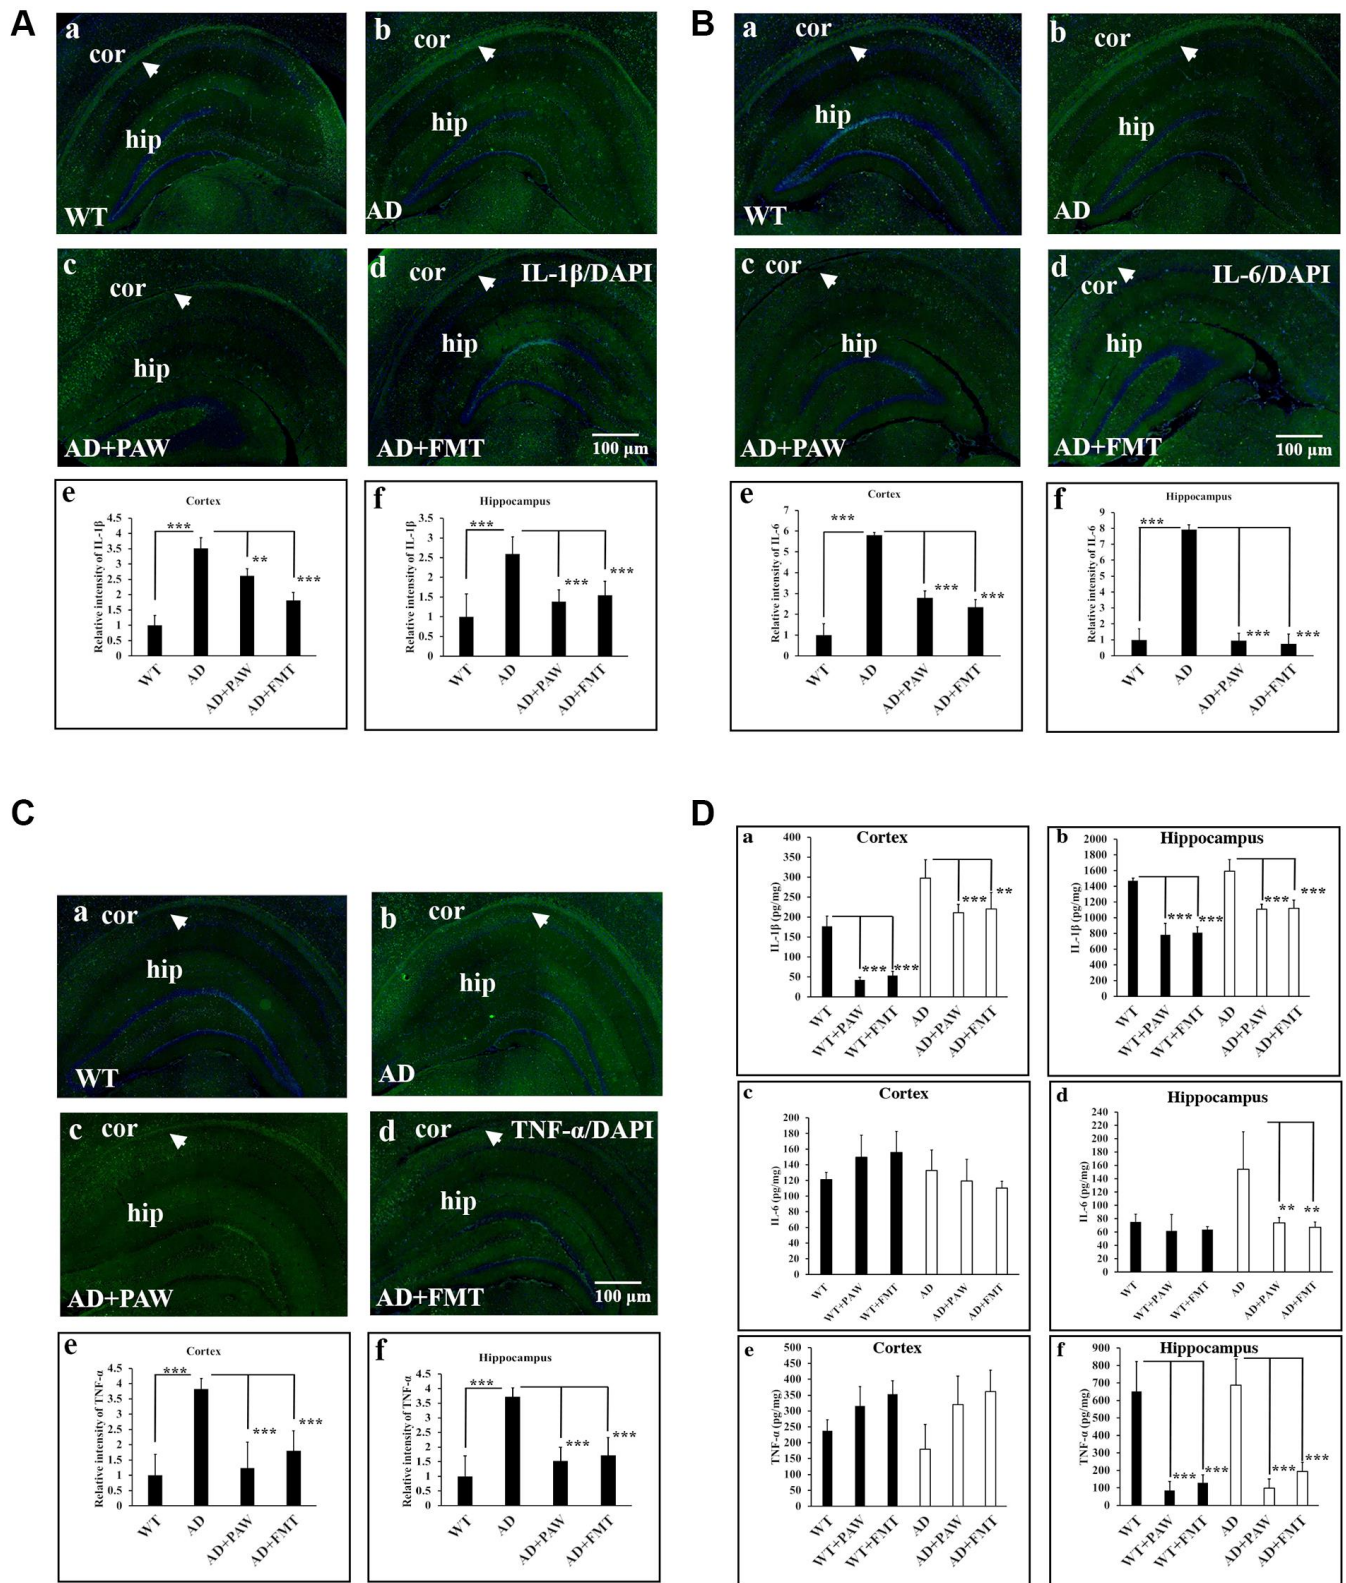 A
a
cor
hip
WT
b
cor
hip
AD
c
cor
hip
AD+PAW
d
cor
IL-1β/DAPI
hip
AD+FMT
100 μm
e
Cortex
Relative intensity of IL-1β
4.5
4
3.5
3
2.5
2
1.5
1
0.5
0
***
**
***
WT
AD
AD+PAW
AD+FMT
f
Hippocampus
Relative intensity of IL-1β
3.5
3
2.5
2
1.5
1
0.5
0
***
***
***
WT
AD
AD+PAW
AD+FMT
B
a
cor
hip
WT
b
cor
hip
AD
c
cor
hip
AD+PAW
d
cor
IL-6/DAPI
hip
AD+FMT
100 μm
e
Cortex
Relative intensity of IL-6
7
6
5
4
3
2
1
0
***
***
***
WT
AD
AD+PAW
AD+FMT
f
Hippocampus
Relative intensity of IL-6
9
8
7
6
5
4
3
2
1
0
***
***
***
WT
AD
AD+PAW
AD+FMT
C
a
cor
hip
WT
b
cor
hip
AD
c
cor
hip
AD+PAW
d
cor
TNF-α/DAPI
hip
AD+FMT
100 μm
e
Cortex
Relative intensity of TNF-α
4.5
4
3.5
3
2.5
2
1.5
1
0.5
0
***
***
***
WT
AD
AD+PAW
AD+FMT
f
Hippocampus
Relative intensity of TNF-α
4.5
4
3.5
3
2.5
2
1.5
1
0.5
0
***
***
***
WT
AD
AD+PAW
AD+FMT
D
a
Cortex
IL-1β (pg/mg)
400
350
300
250
200
150
100
50
0
***
***
***
**
WT
WT+PAW
WT+FMT
AD
AD+PAW
AD+FMT
b
Hippocampus
IL-1β (pg/mg)
2000
1800
1600
1400
1200
1000
800
600
400
200
0
***
***
***
***
WT
WT+PAW
WT+FMT
AD
AD+PAW
AD+FMT
c
Cortex
IL-6 (pg/mg)
200
180
160
140
120
100
80
60
40
20
0
WT
WT+PAW
WT+FMT
AD
AD+PAW
AD+FMT
d
Hippocampus
IL-6 (pg/mg)
240
220
200
180
160
140
120
100
80
60
40
20
0
**
**
WT
WT+PAW
WT+FMT
AD
AD+PAW
AD+FMT
e
Cortex
TNF-α (pg/mg)
500
450
400
350
300
250
200
150
100
50
0
WT
WT+PAW
WT+FMT
AD
AD+PAW
AD+FMT
f
Hippocampus
TNF-α (pg/mg)
900
800
700
600
500
400
300
200
100
0
***
***
***
***
WT
WT+PAW
WT+FMT
AD
AD+PAW
AD+FMT